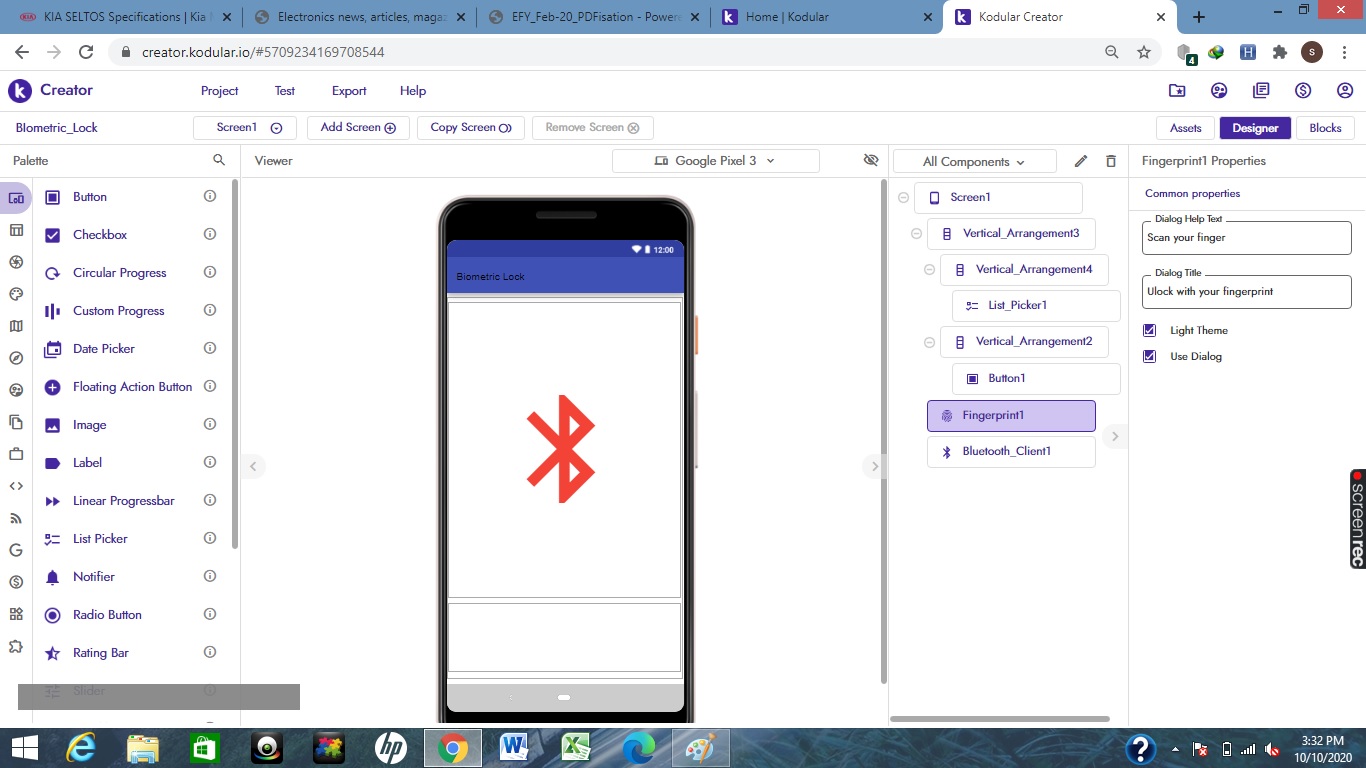 KIA SELTOS Specifications | Kia
Electronics news, articles, magaz
EFY_Feb-20_PDFisation - Powere
Home | Kodular
Kodular Creator
creator.kodular.io/#5709234169708544
4
H
S
Creator
Project
Test
Export
Help
BIometric_Lock
Screen1
Add Screen
Copy Screen
Remove Screen
Assets
Designer
Blocks
Palette
Viewer
Google Pixel 3
All Components
Fingerprint1 Properties
Button
Checkbox
Circular Progress
Custom Progress
Date Picker
Floating Action Button
Image
Label
Linear Progressbar
List Picker
Notifier
Radio Button
Rating Bar
Slider
12:00
Biometric Lock
Screen1
Vertical_Arrangement3
Vertical_Arrangement4
List_Picker1
Vertical_Arrangement2
Button1
Fingerprint1
Bluetooth_Client1
Common properties
Dialog Help Text
Scan your finger
Dialog Title
Ulock with your fingerprint
Light Theme
Use Dialog
screenrec
3:32 PM
10/10/2020